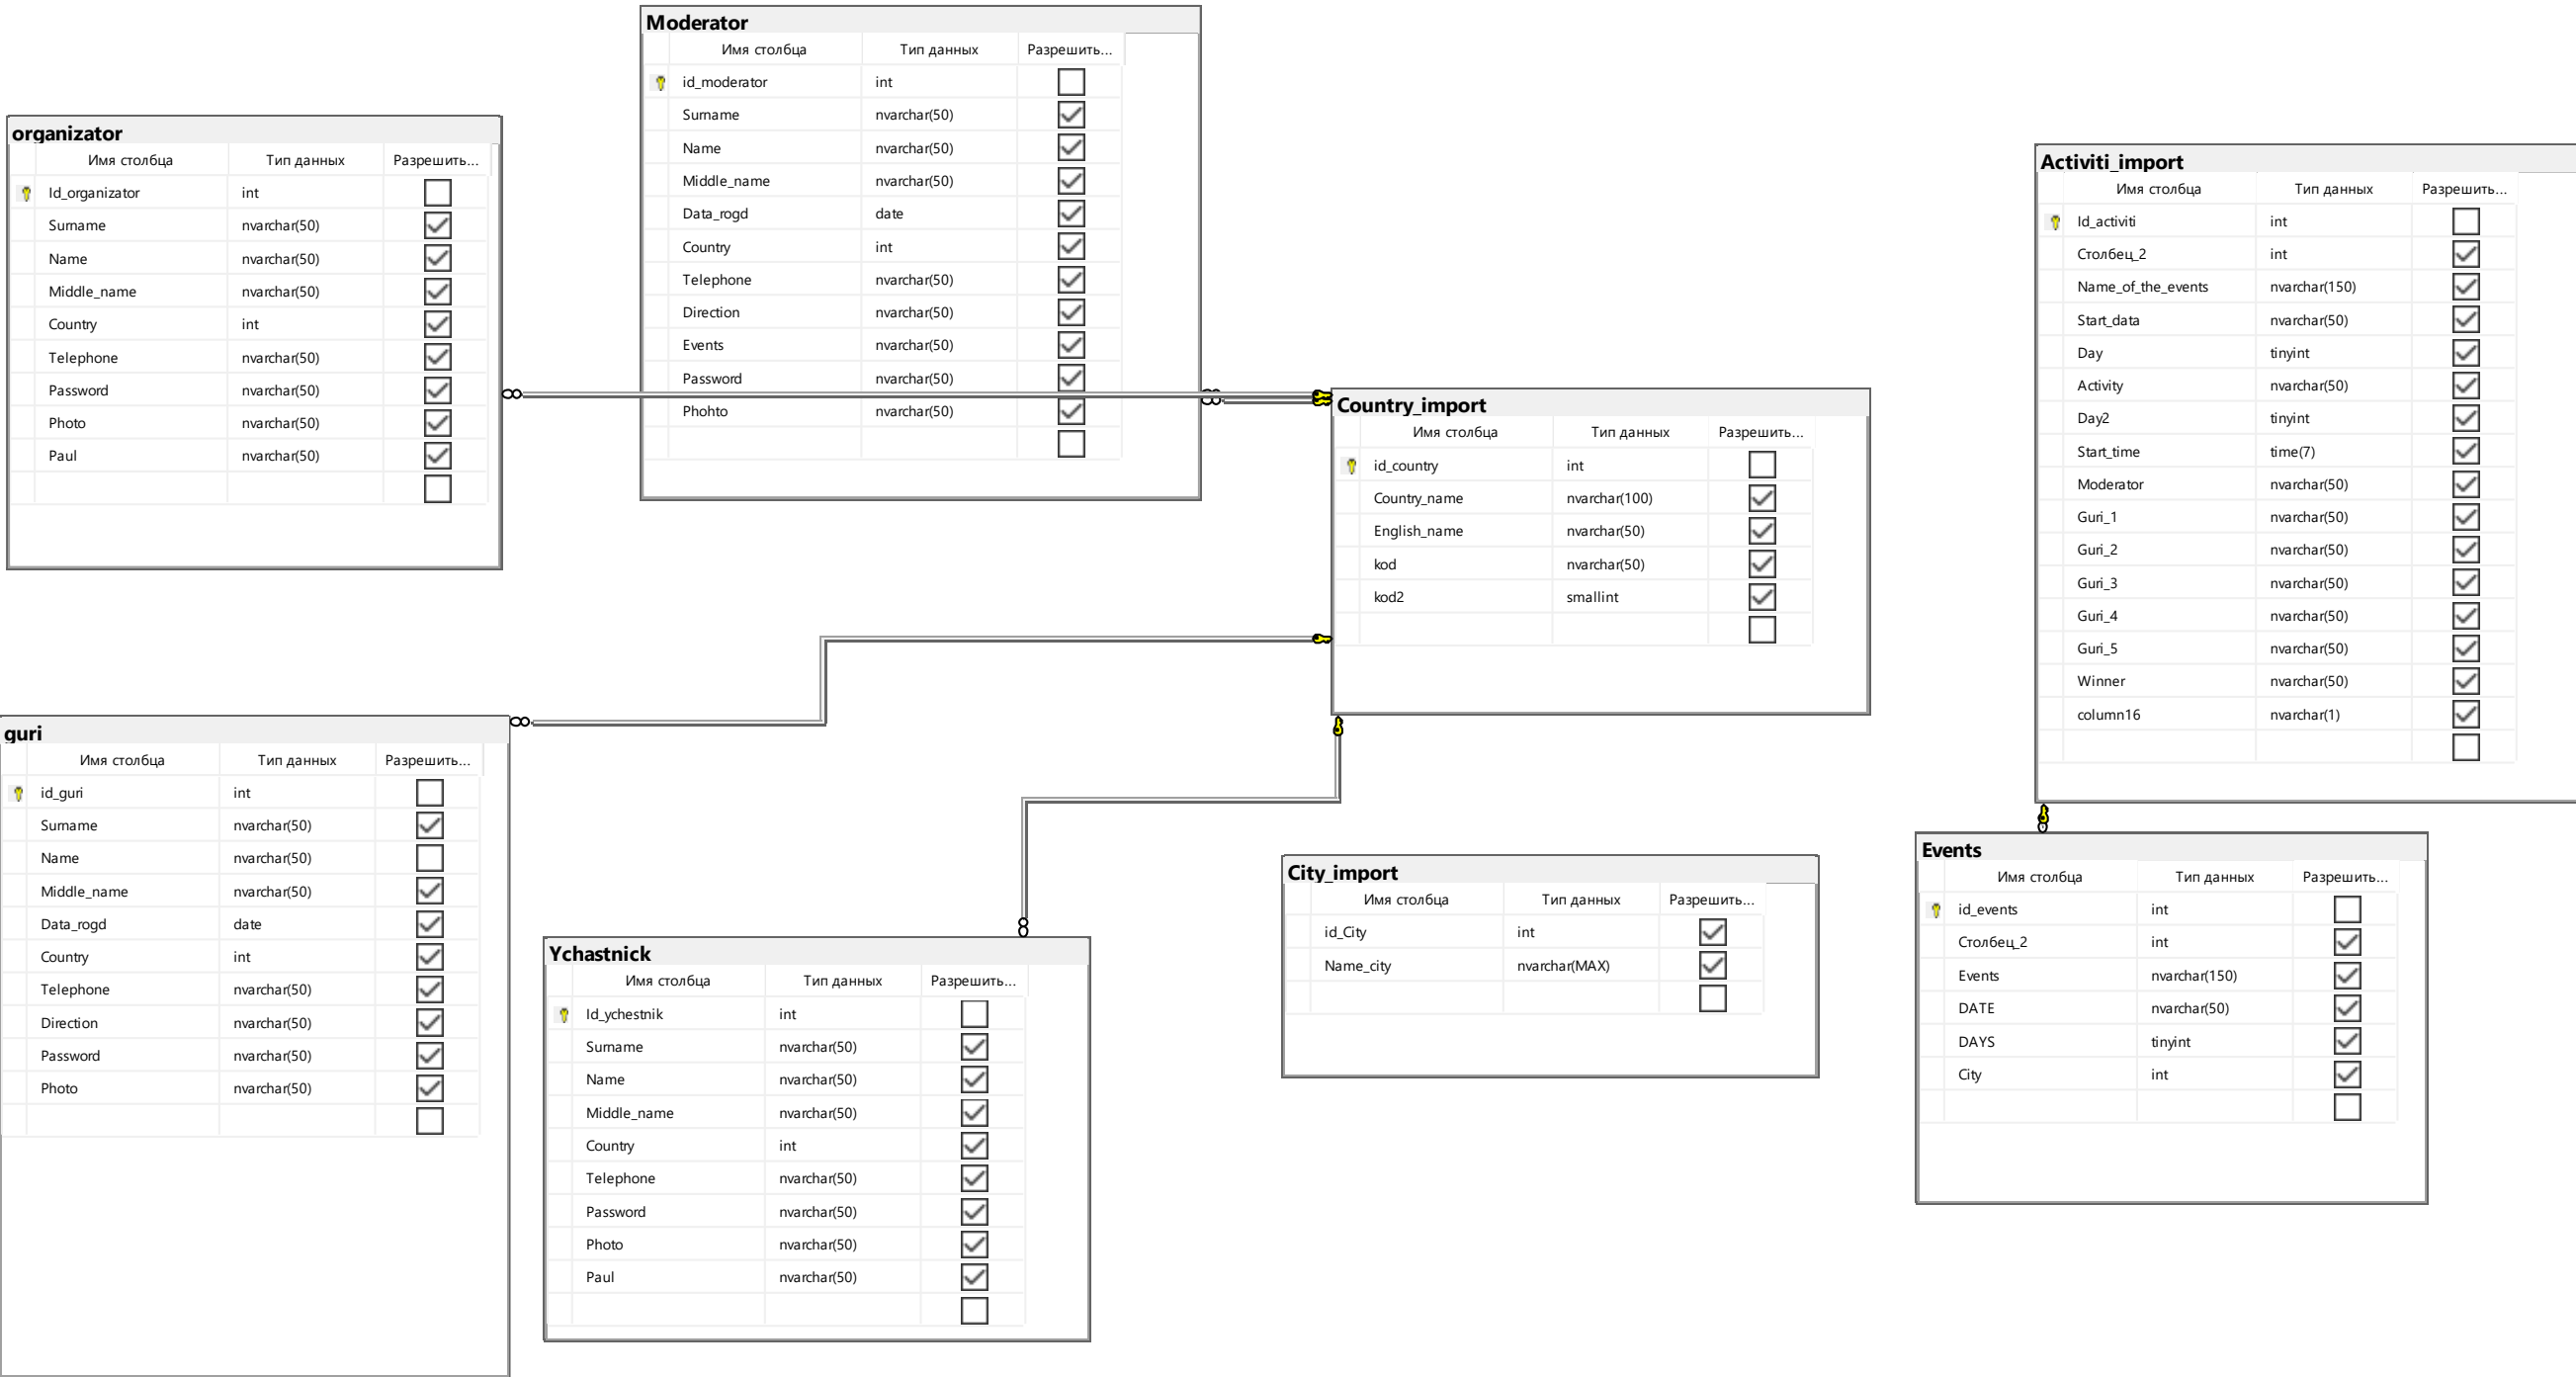 Moderator
Имя столбца Тип данных Разрешить...
id_moderator int
Surname nvarchar(50)
Name nvarchar(50)
Middle_name nvarchar(50)
Data_rogd date
Country int
Telephone nvarchar(50)
Direction nvarchar(50)
Events nvarchar(50)
Password nvarchar(50)
Phohto nvarchar(50)
organizator
Имя столбца Тип данных Разрешить...
Id_organizator int
Surname nvarchar(50)
Name nvarchar(50)
Middle_name nvarchar(50)
Country int
Telephone nvarchar(50)
Password nvarchar(50)
Photo nvarchar(50)
Paul nvarchar(50)
Activiti_import
Имя столбца Тип данных Разрешить...
Id_activiti int
Столбец_2 int
Name_of_the_events nvarchar(150)
Start_data nvarchar(50)
Day tinyint
Activity nvarchar(50)
Day2 tinyint
Start_time time(7)
Moderator nvarchar(50)
Guri_1 nvarchar(50)
Guri_2 nvarchar(50)
Guri_3 nvarchar(50)
Guri_4 nvarchar(50)
Guri_5 nvarchar(50)
Winner nvarchar(50)
column16 nvarchar(1)
Country_import
Имя столбца Тип данных Разрешить...
id_country int
Country_name nvarchar(100)
English_name nvarchar(50)
kod nvarchar(50)
kod2 smallint
guri
Имя столбца Тип данных Разрешить...
id_guri int
Surname nvarchar(50)
Name nvarchar(50)
Middle_name nvarchar(50)
Data_rogd date
Country int
Telephone nvarchar(50)
Direction nvarchar(50)
Password nvarchar(50)
Photo nvarchar(50)
Ychastnick
Имя столбца Тип данных Разрешить...
Id_ychestnik int
Surname nvarchar(50)
Name nvarchar(50)
Middle_name nvarchar(50)
Country int
Telephone nvarchar(50)
Password nvarchar(50)
Photo nvarchar(50)
Paul nvarchar(50)
City_import
Имя столбца Тип данных Разрешить...
id_City int
Name_city nvarchar(MAX)
Events
Имя столбца Тип данных Разрешить...
id_events int
Столбец_2 int
Events nvarchar(150)
DATE nvarchar(50)
DAYS tinyint
City int